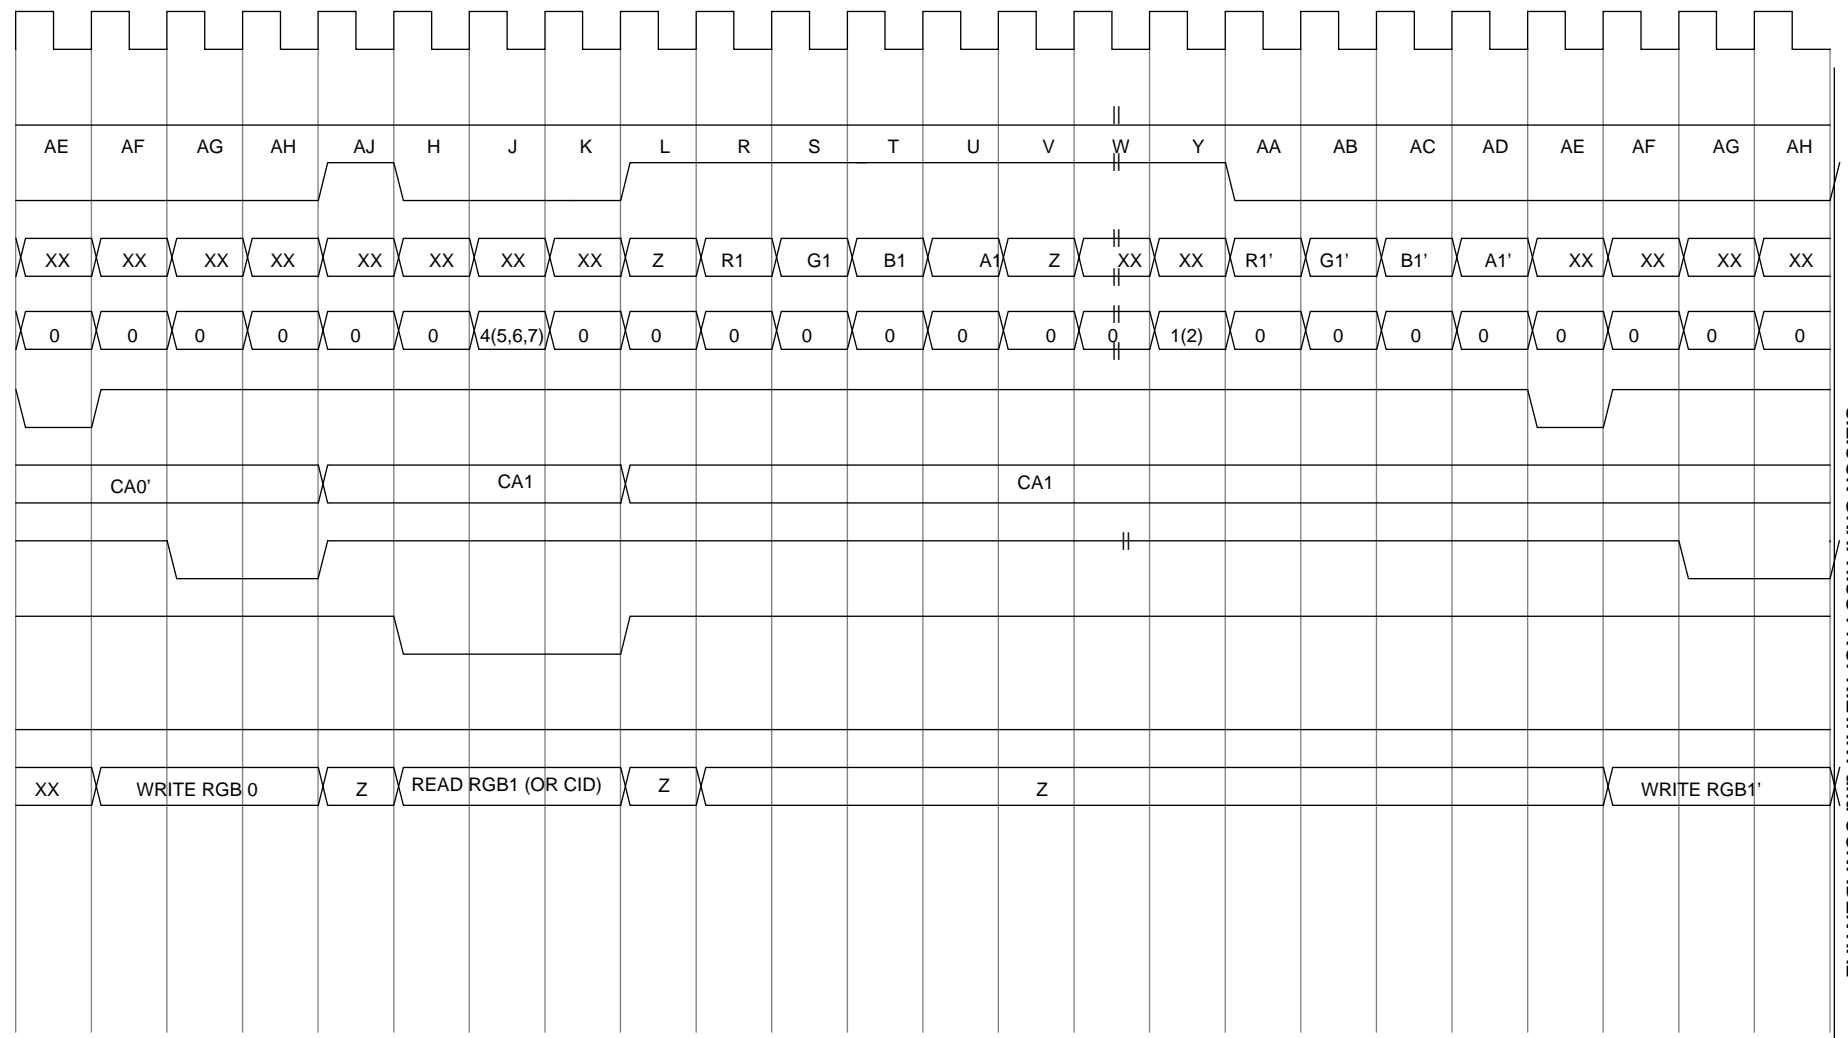 AE AF AG AH AJ H J K L R S T U V W Y AA AB AC AD AE AF AG AH
XX XX XX XX XX XX XX XX Z R1 G1 B1 A1 Z XX XX R1' G1' B1' A1' XX XX XX XX
0 0 0 0 0 0 4(5,6,7) 0 0 0 0 0 0 0 0 1(2) 0 0 0 0 0 0 0 0
CA0' CA1 CA1
XX WRITE RGB 0 Z READ RGB1 (OR CID) Z Z WRITE RGB1'